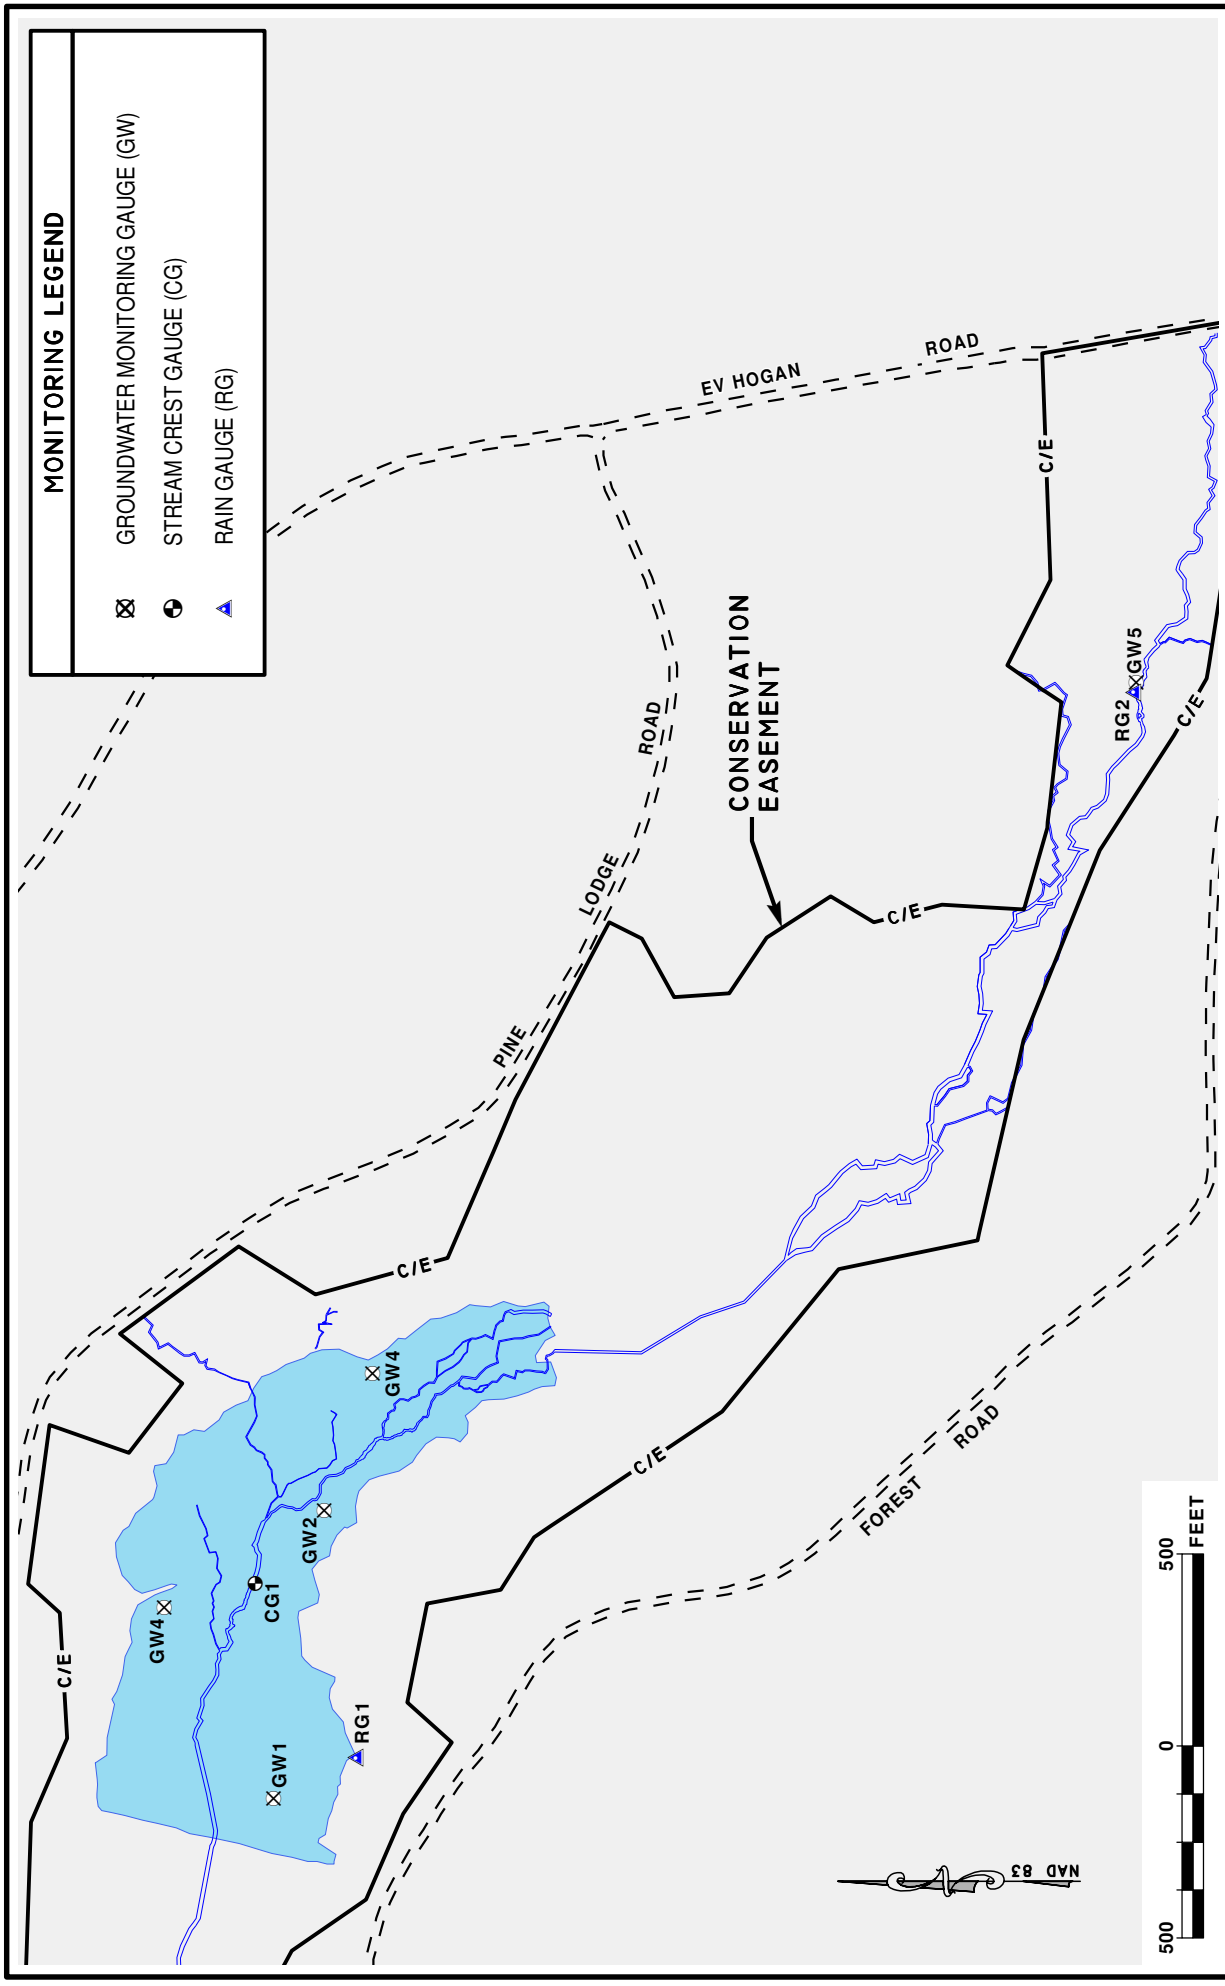 MONITORING LEGEND
GROUNDWATER MONITORING GAUGE (GW)
STREAM CREST GAUGE (CG)
RAIN GAUGE (RG)
EV HOGAN
ROAD
PINE
LODGE
ROAD
CONSERVATION
EASEMENT
C/E
C/E
C/E
C/E
C/E
C/E
GW4
GW1
RG1
CG1
GW2
GW4
RG2
GW5
FOREST
ROAD
NAD 83
500
0
500
FEET